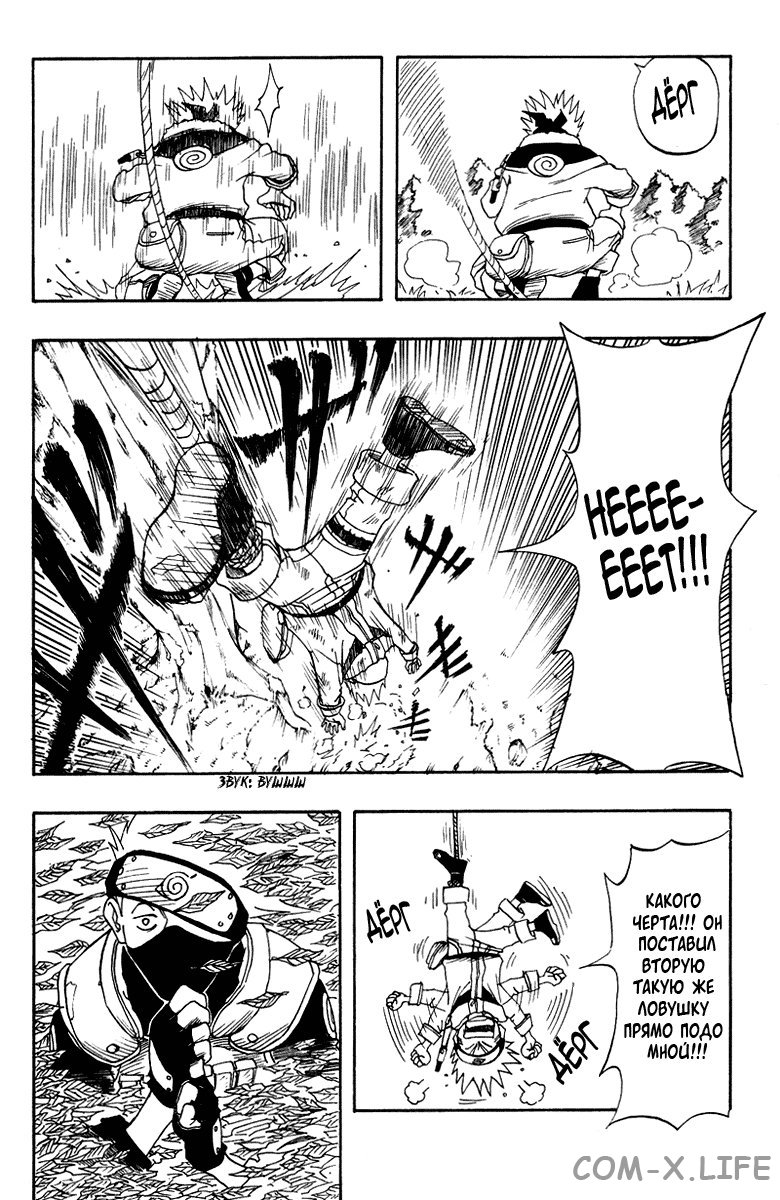 ДЁРГ
НЕЕЕЕ-
ЕЕЕТ!!!
ЗВУК: ВУШШШ
КАКОГО
ЧЕРТА!!! ОН
ПОСТАВИЛ
ВТОРУЮ
ТАКУЮ ЖЕ
ЛОВУШКУ
ПРЯМО ПОДО
МНОЙ!!!
ДЁРГ
ДЁРГ
COM-X.LIFE